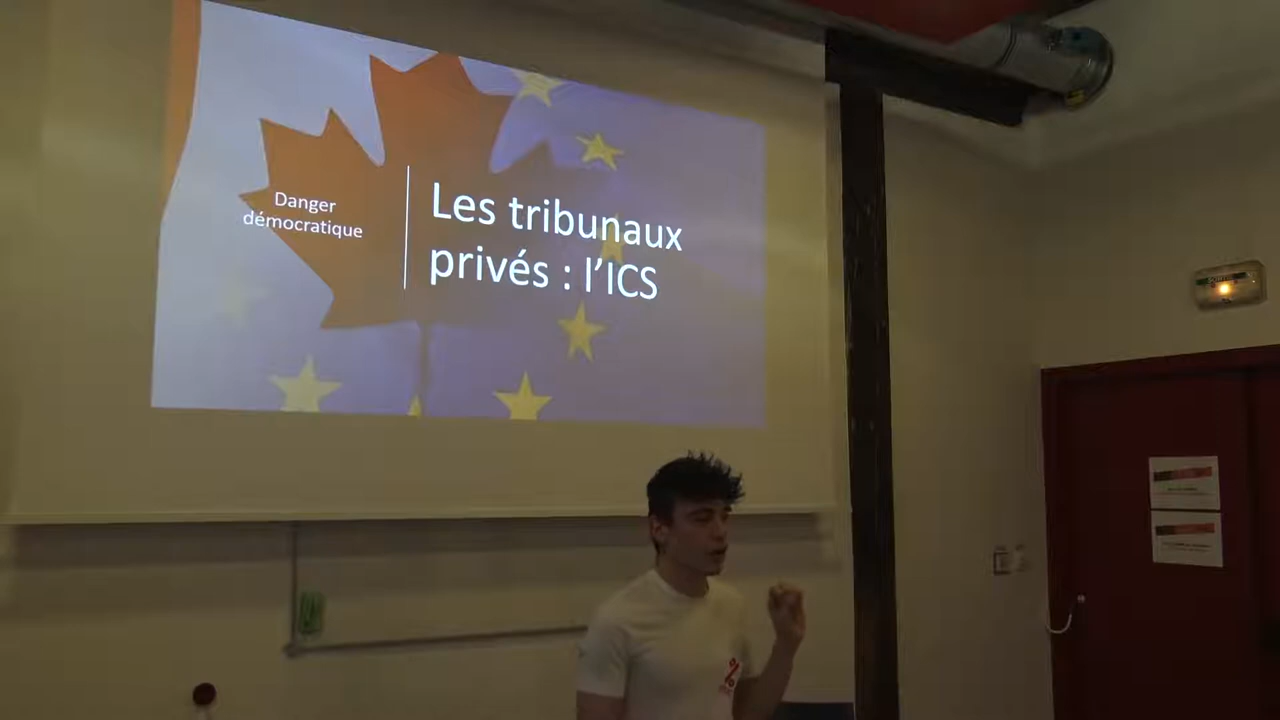 Danger
démocratique
Les tribunaux
privés : l’ICS